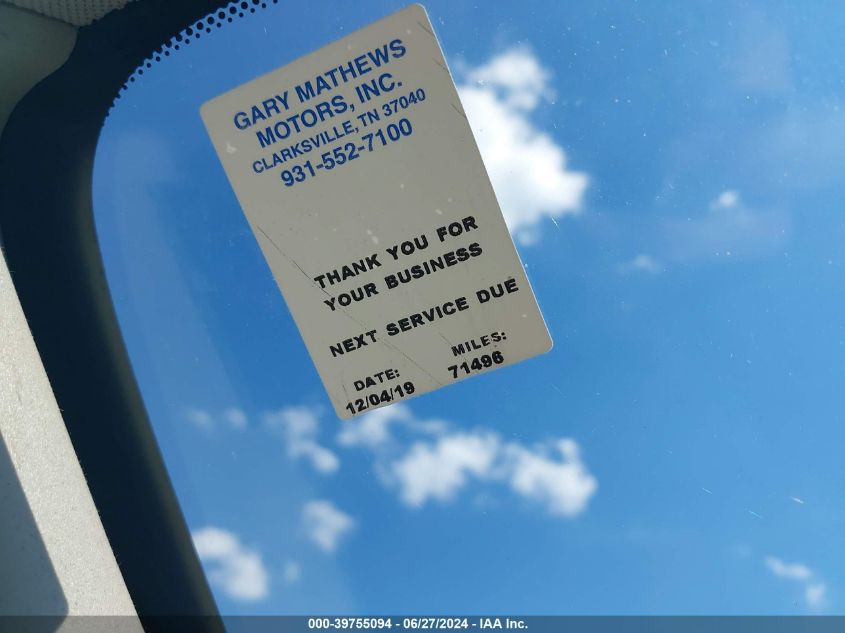 GARY MATHEWS
MOTORS, INC.
CLARKSVILLE, TN 37040
931-552-7100
THANK YOU FOR
YOUR BUSINESS
NEXT SERVICE DUE
DATE: MILES:
12/04/19 71496
000-39755094 - 06/27/2024 - IAA Inc.